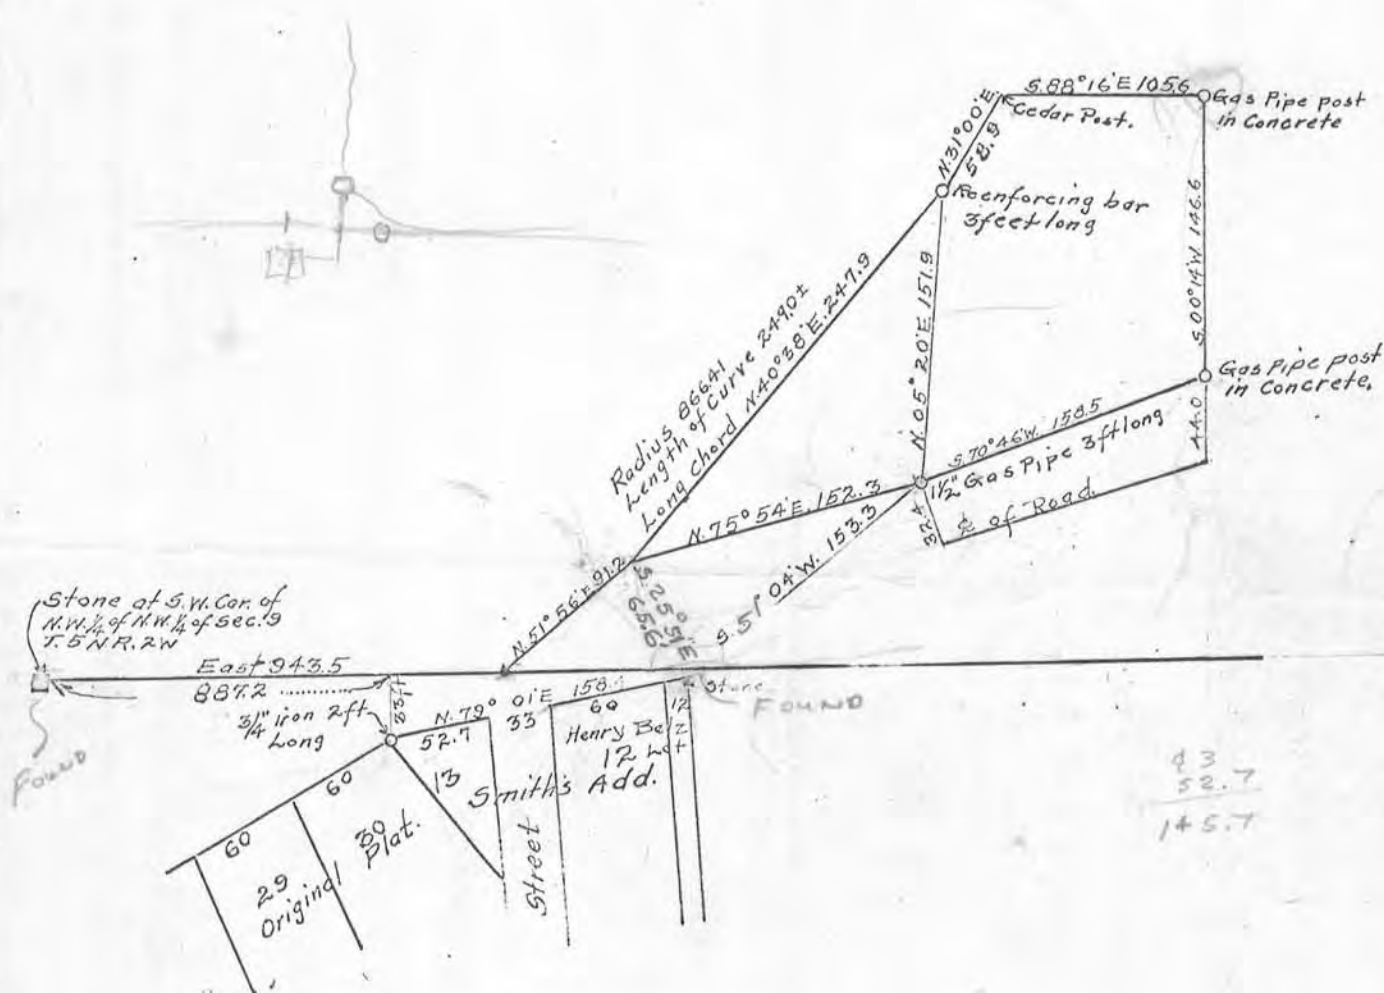 S.88°16'E 105.6
Gas Pipe post
in Concrete
Cedar Post.
N.31°00'E.
58.9
Reenforcing bar
3feet long
S.00°14'W. 146.6
N.05°20'E. 151.9
Radius 866.41
Length of Curve 249.0±
Long Chord N.40°38'E. 247.9
Gas Pipe post
in Concrete.
44.0
S.70°46'W. 158.5
1½" Gas Pipe 3ft long
℄ of Road
32.4
N.75°54'E. 152.3
S.51°04'W. 153.3
N.51°56'E. 91.2
S.25°51'E
65.6
Stone at S.W. Cor. of
N.W.¼ of N.W.¼ of Sec. 9
T.5 N.R.2W
East 943.5
887.2
¾" iron 2ft
Long
23.1
N.79°01'E 158.
52.7
33
60
12
Stone
FOUND
FOUND
Henry
12 Lot
13
Smith's Add.
Street
60
60
30
Plat.
29
Original
52.7
145.7